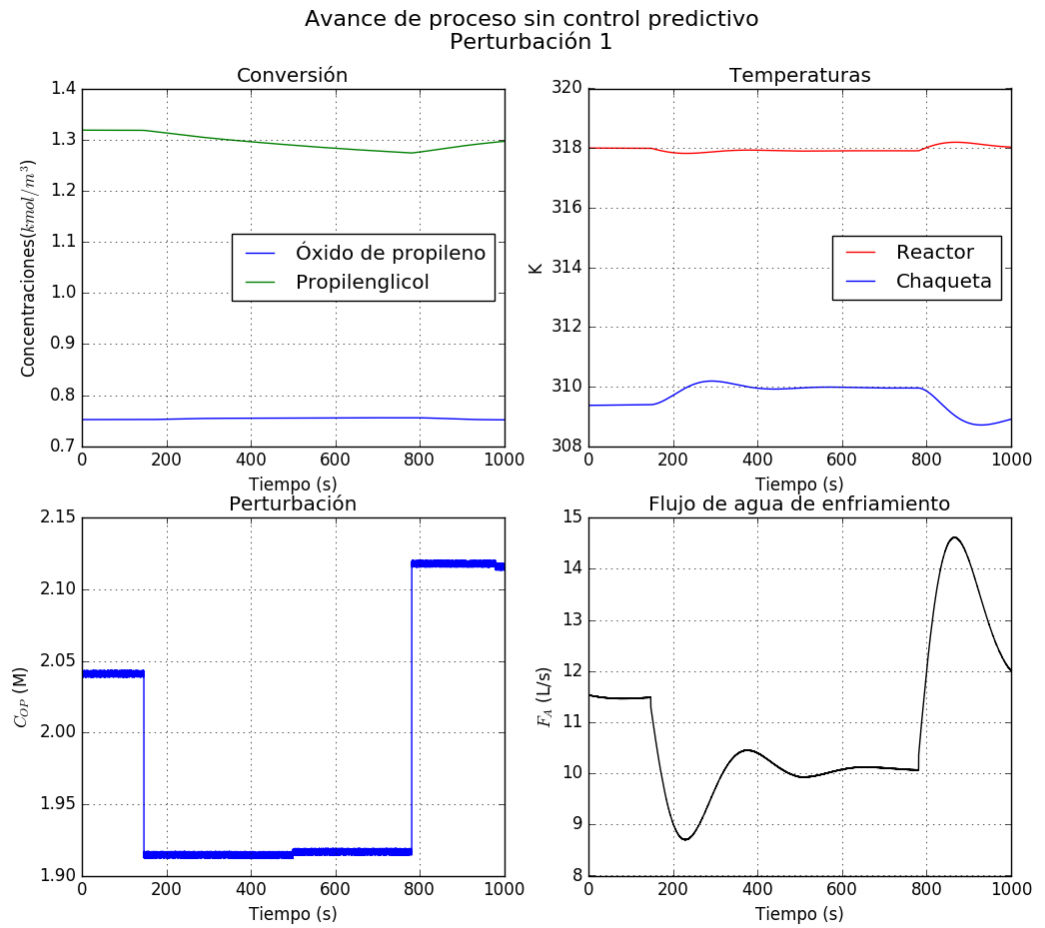 Avance de proceso sin control predictivo
Perturbación 1
Conversión
1.4
1.3
1.2
1.1
1.0
0.9
0.8
0.7
Concentraciones(kmol/m³)
Óxido de propileno
Propilenglicol
0 200 400 600 800 1000
Tiempo (s)
Temperaturas
320
318
316
314
312
310
308
K
Reactor
Chaqueta
0 200 400 600 800 1000
Tiempo (s)
Perturbación
2.15
2.10
2.05
2.00
1.95
1.90
C_OP (M)
0 200 400 600 800 1000
Tiempo (s)
Flujo de agua de enfriamiento
15
14
13
12
11
10
9
8
F_A (L/s)
0 200 400 600 800 1000
Tiempo (s)